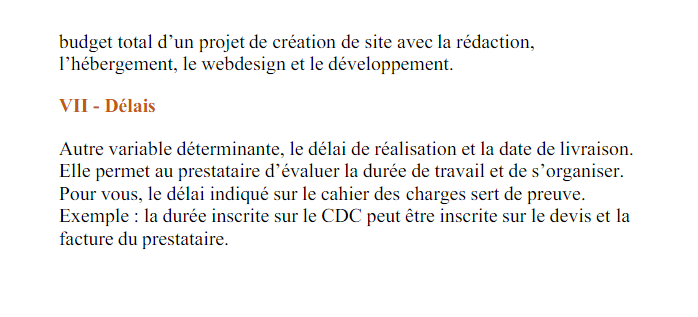 budget total d’un projet de création de site avec la rédaction,
l’hébergement, le webdesign et le développement.
VII - Délais
Autre variable déterminante, le délai de réalisation et la date de livraison.
Elle permet au prestataire d’évaluer la durée de travail et de s’organiser.
Pour vous, le délai indiqué sur le cahier des charges sert de preuve.
Exemple : la durée inscrite sur le CDC peut être inscrite sur le devis et la
facture du prestataire.